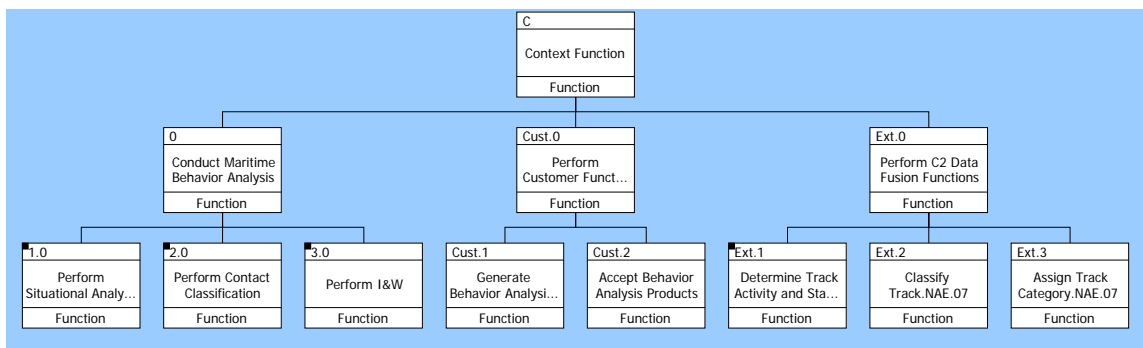 C
Context Function
Function
0
Conduct Maritime
Behavior Analysis
Function
Cust.0
Perform
Customer Funct...
Function
Ext.0
Perform C2 Data
Fusion Functions
Function
1.0
Perform
Situational Analy...
Function
2.0
Perform Contact
Classification
Function
3.0
Perform I&W
Function
Cust.1
Generate
Behavior Analysi...
Function
Cust.2
Accept Behavior
Analysis Products
Function
Ext.1
Determine Track
Activity and Sta...
Function
Ext.2
Classify
Track.NAE.07
Function
Ext.3
Assign Track
Category.NAE.07
Function